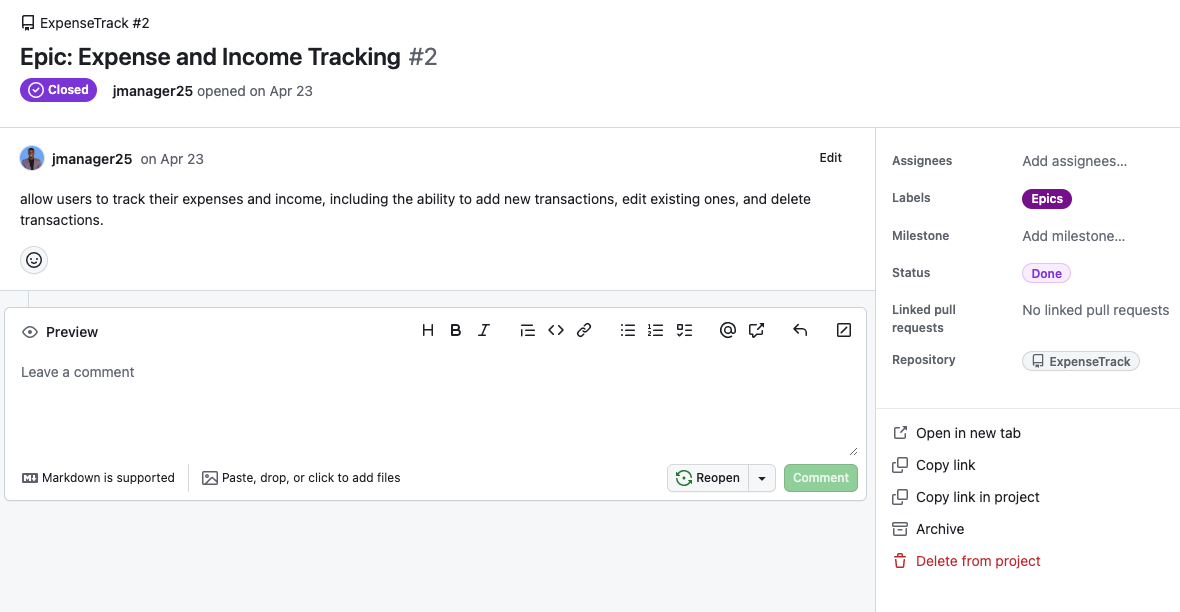 ExpenseTrack #2
Epic: Expense and Income Tracking #2
Closed jmanager25 opened on Apr 23
jmanager25 on Apr 23 Edit
allow users to track their expenses and income, including the ability to add new transactions, edit existing ones, and delete
transactions.
Preview
Leave a comment
Markdown is supported Paste, drop, or click to add files Reopen Comment
Assignees Add assignees...
Labels Epics
Milestone Add milestone...
Status Done
Linked pull No linked pull requests
requests
Repository ExpenseTrack
Open in new tab
Copy link
Copy link in project
Archive
Delete from project